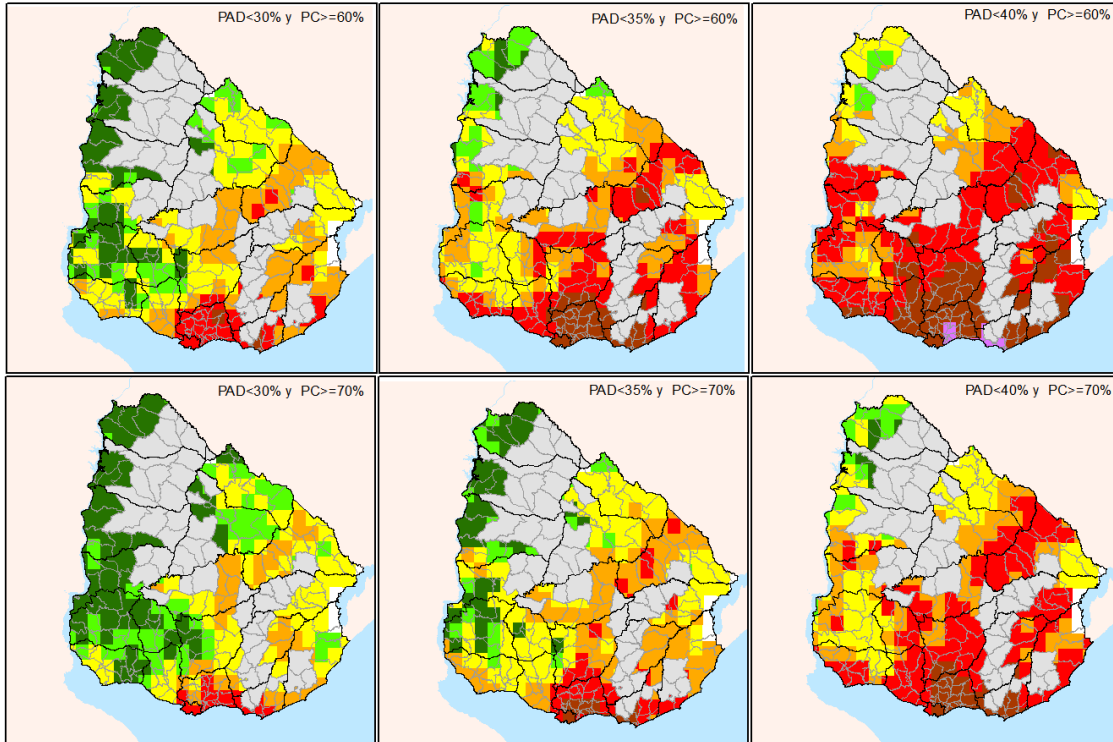 PAD<30% y PC>=60%
PAD<35% y PC>=60%
PAD<40% y PC>=60%
PAD<30% y PC>=70%
PAD<35% y PC>=70%
PAD<40% y PC>=70%